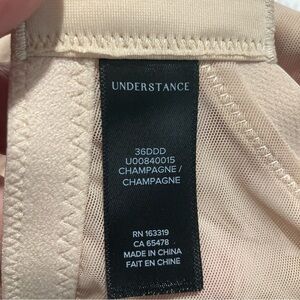 UNDERSTANCE
36DDD
U00840015
CHAMPAGNE /
CHAMPAGNE
RN 163319
CA 65478
MADE IN CHINA
FAIT EN CHINE